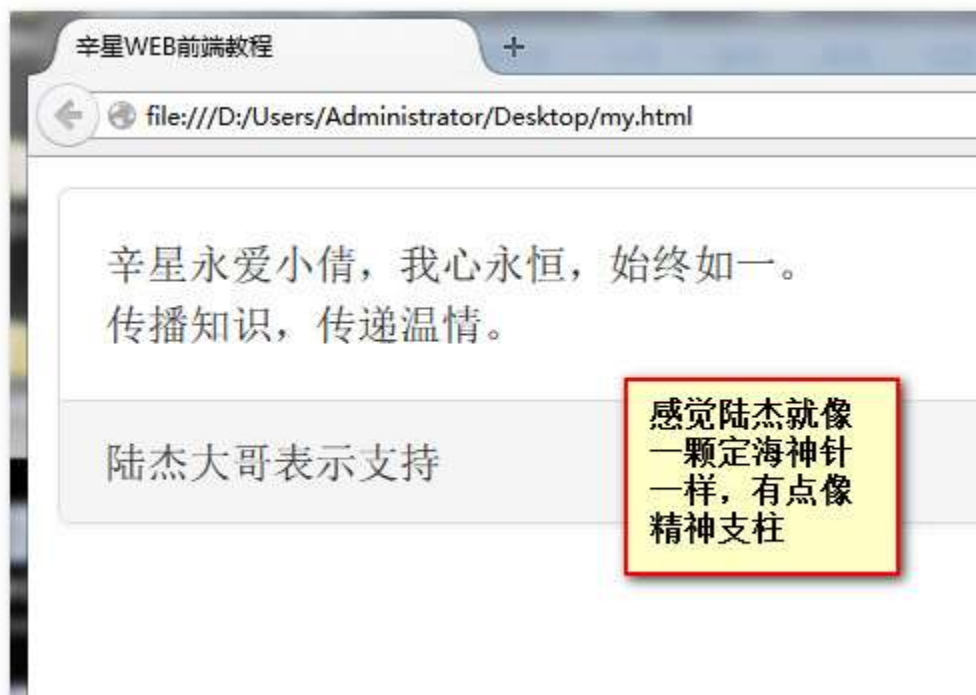 辛星WEB前端教程
file:///D:/Users/Administrator/Desktop/my.html
辛星永爱小倩，我心永恒，始终如一。
传播知识，传递温情。
陆杰大哥表示支持
感觉陆杰就像
一颗定海神针
一样，有点像
精神支柱